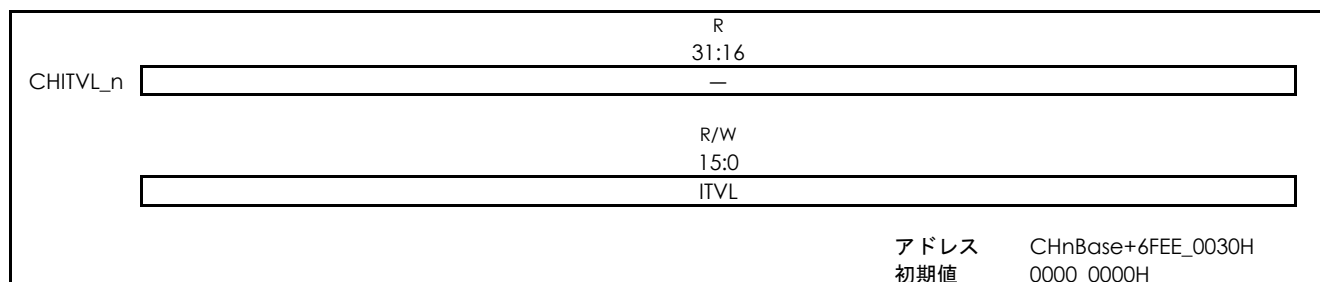 R
31:16
CHITVL_n —
R/W
15:0
ITVL
アドレス CHnBase+6FEE_0030H
初期値 0000_0000H